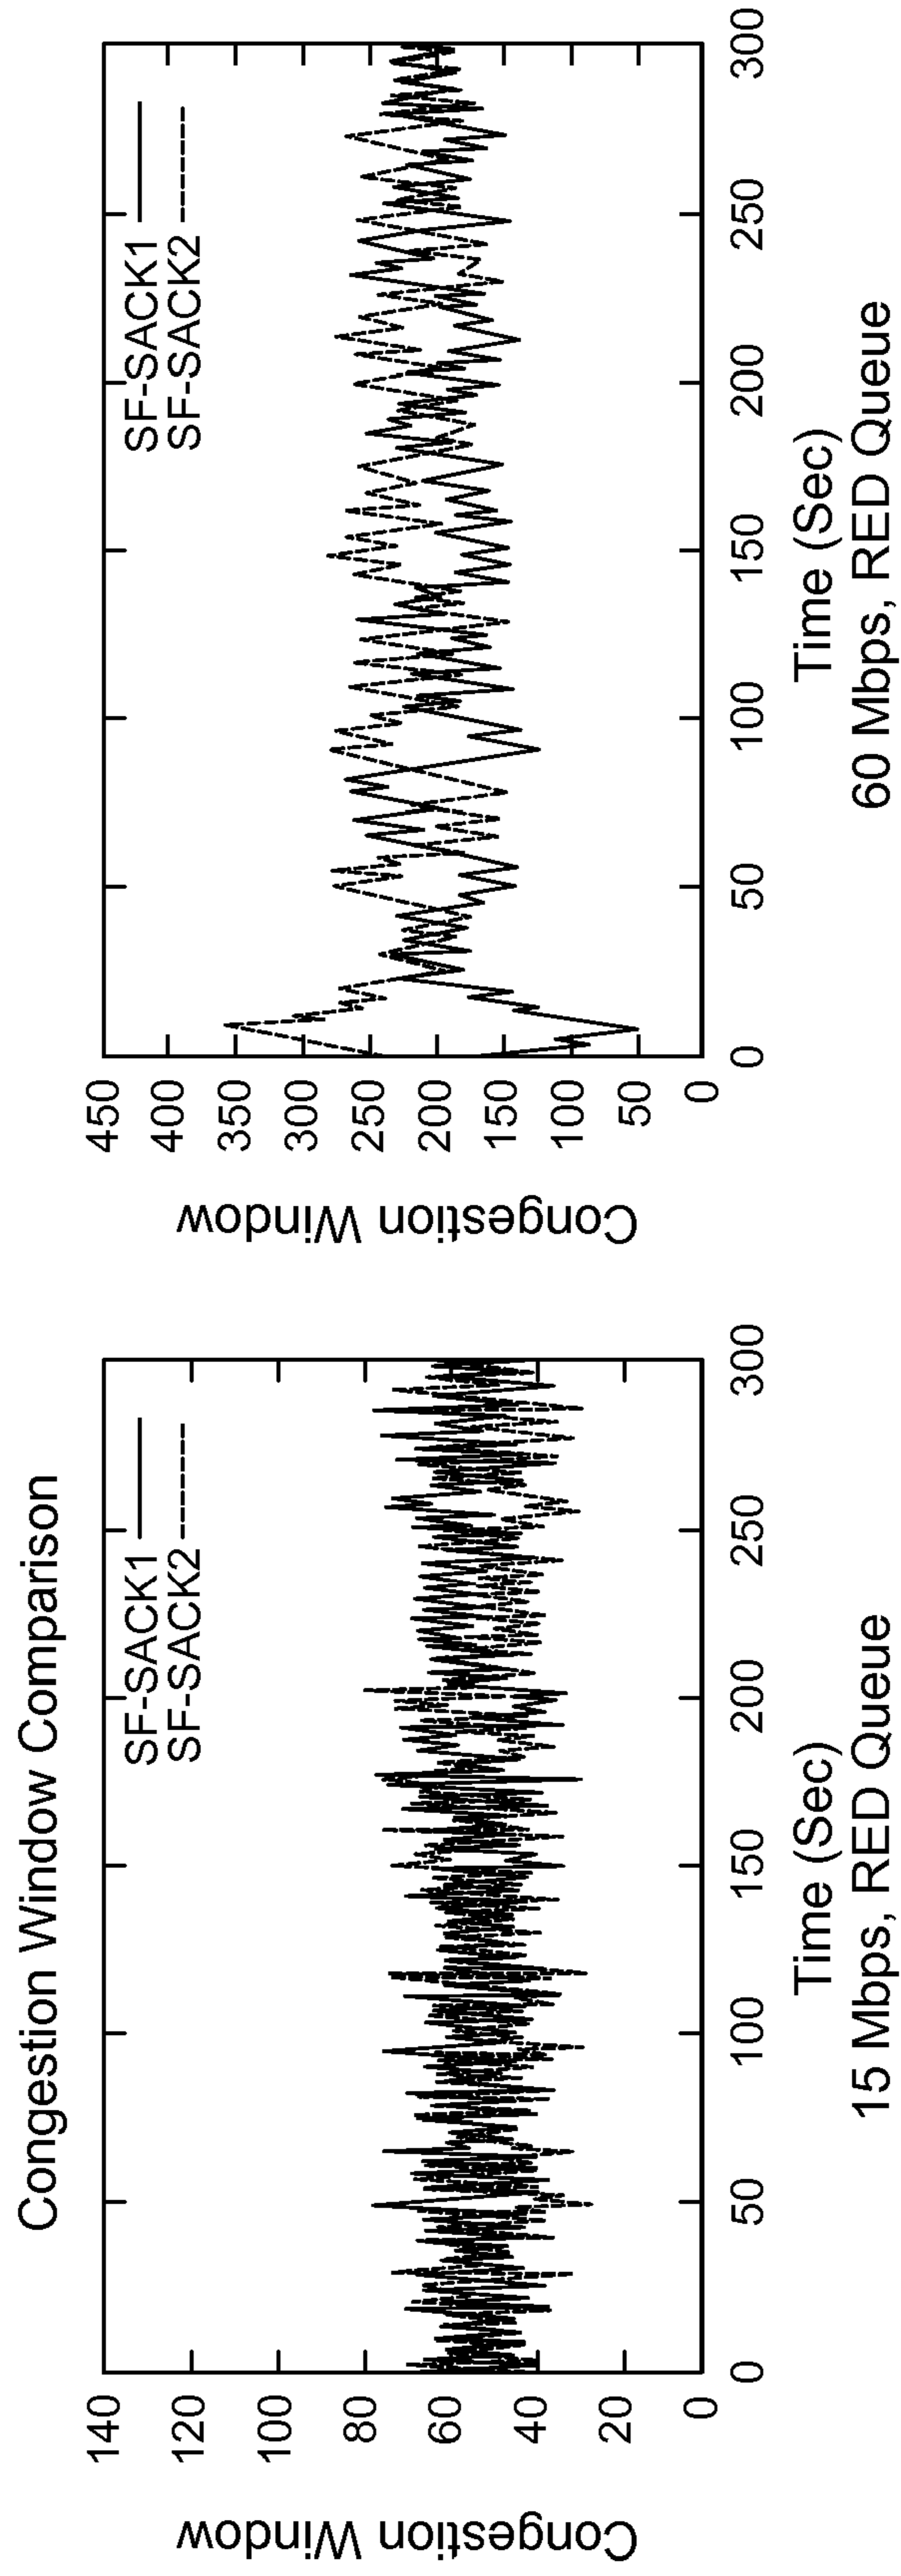 Congestion Window Comparison
Congestion Window
140
120
100
80
60
40
20
0
SF-SACK1
SF-SACK2
0 50 100 150 200 250 300
Time (Sec)
15 Mbps, RED Queue
Congestion Window
450
400
350
300
250
200
150
100
50
0
SF-SACK1
SF-SACK2
0 50 100 150 200 250 300
Time (Sec)
60 Mbps, RED Queue